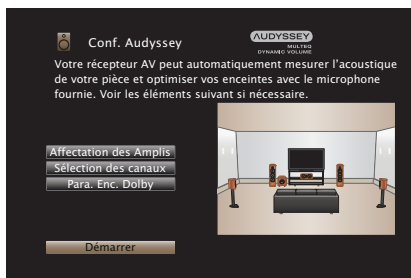 Conf. Audyssey
AUDYSSEY
MULTEQ
DYNAMIC VOLUME
Votre récepteur AV peut automatiquement mesurer l'acoustique
de votre pièce et optimiser vos enceintes avec le microphone
fournie. Voir les éléments suivant si nécessaire.
Affectation des Amplis
Sélection des canaux
Para. Enc. Dolby
Démarrer